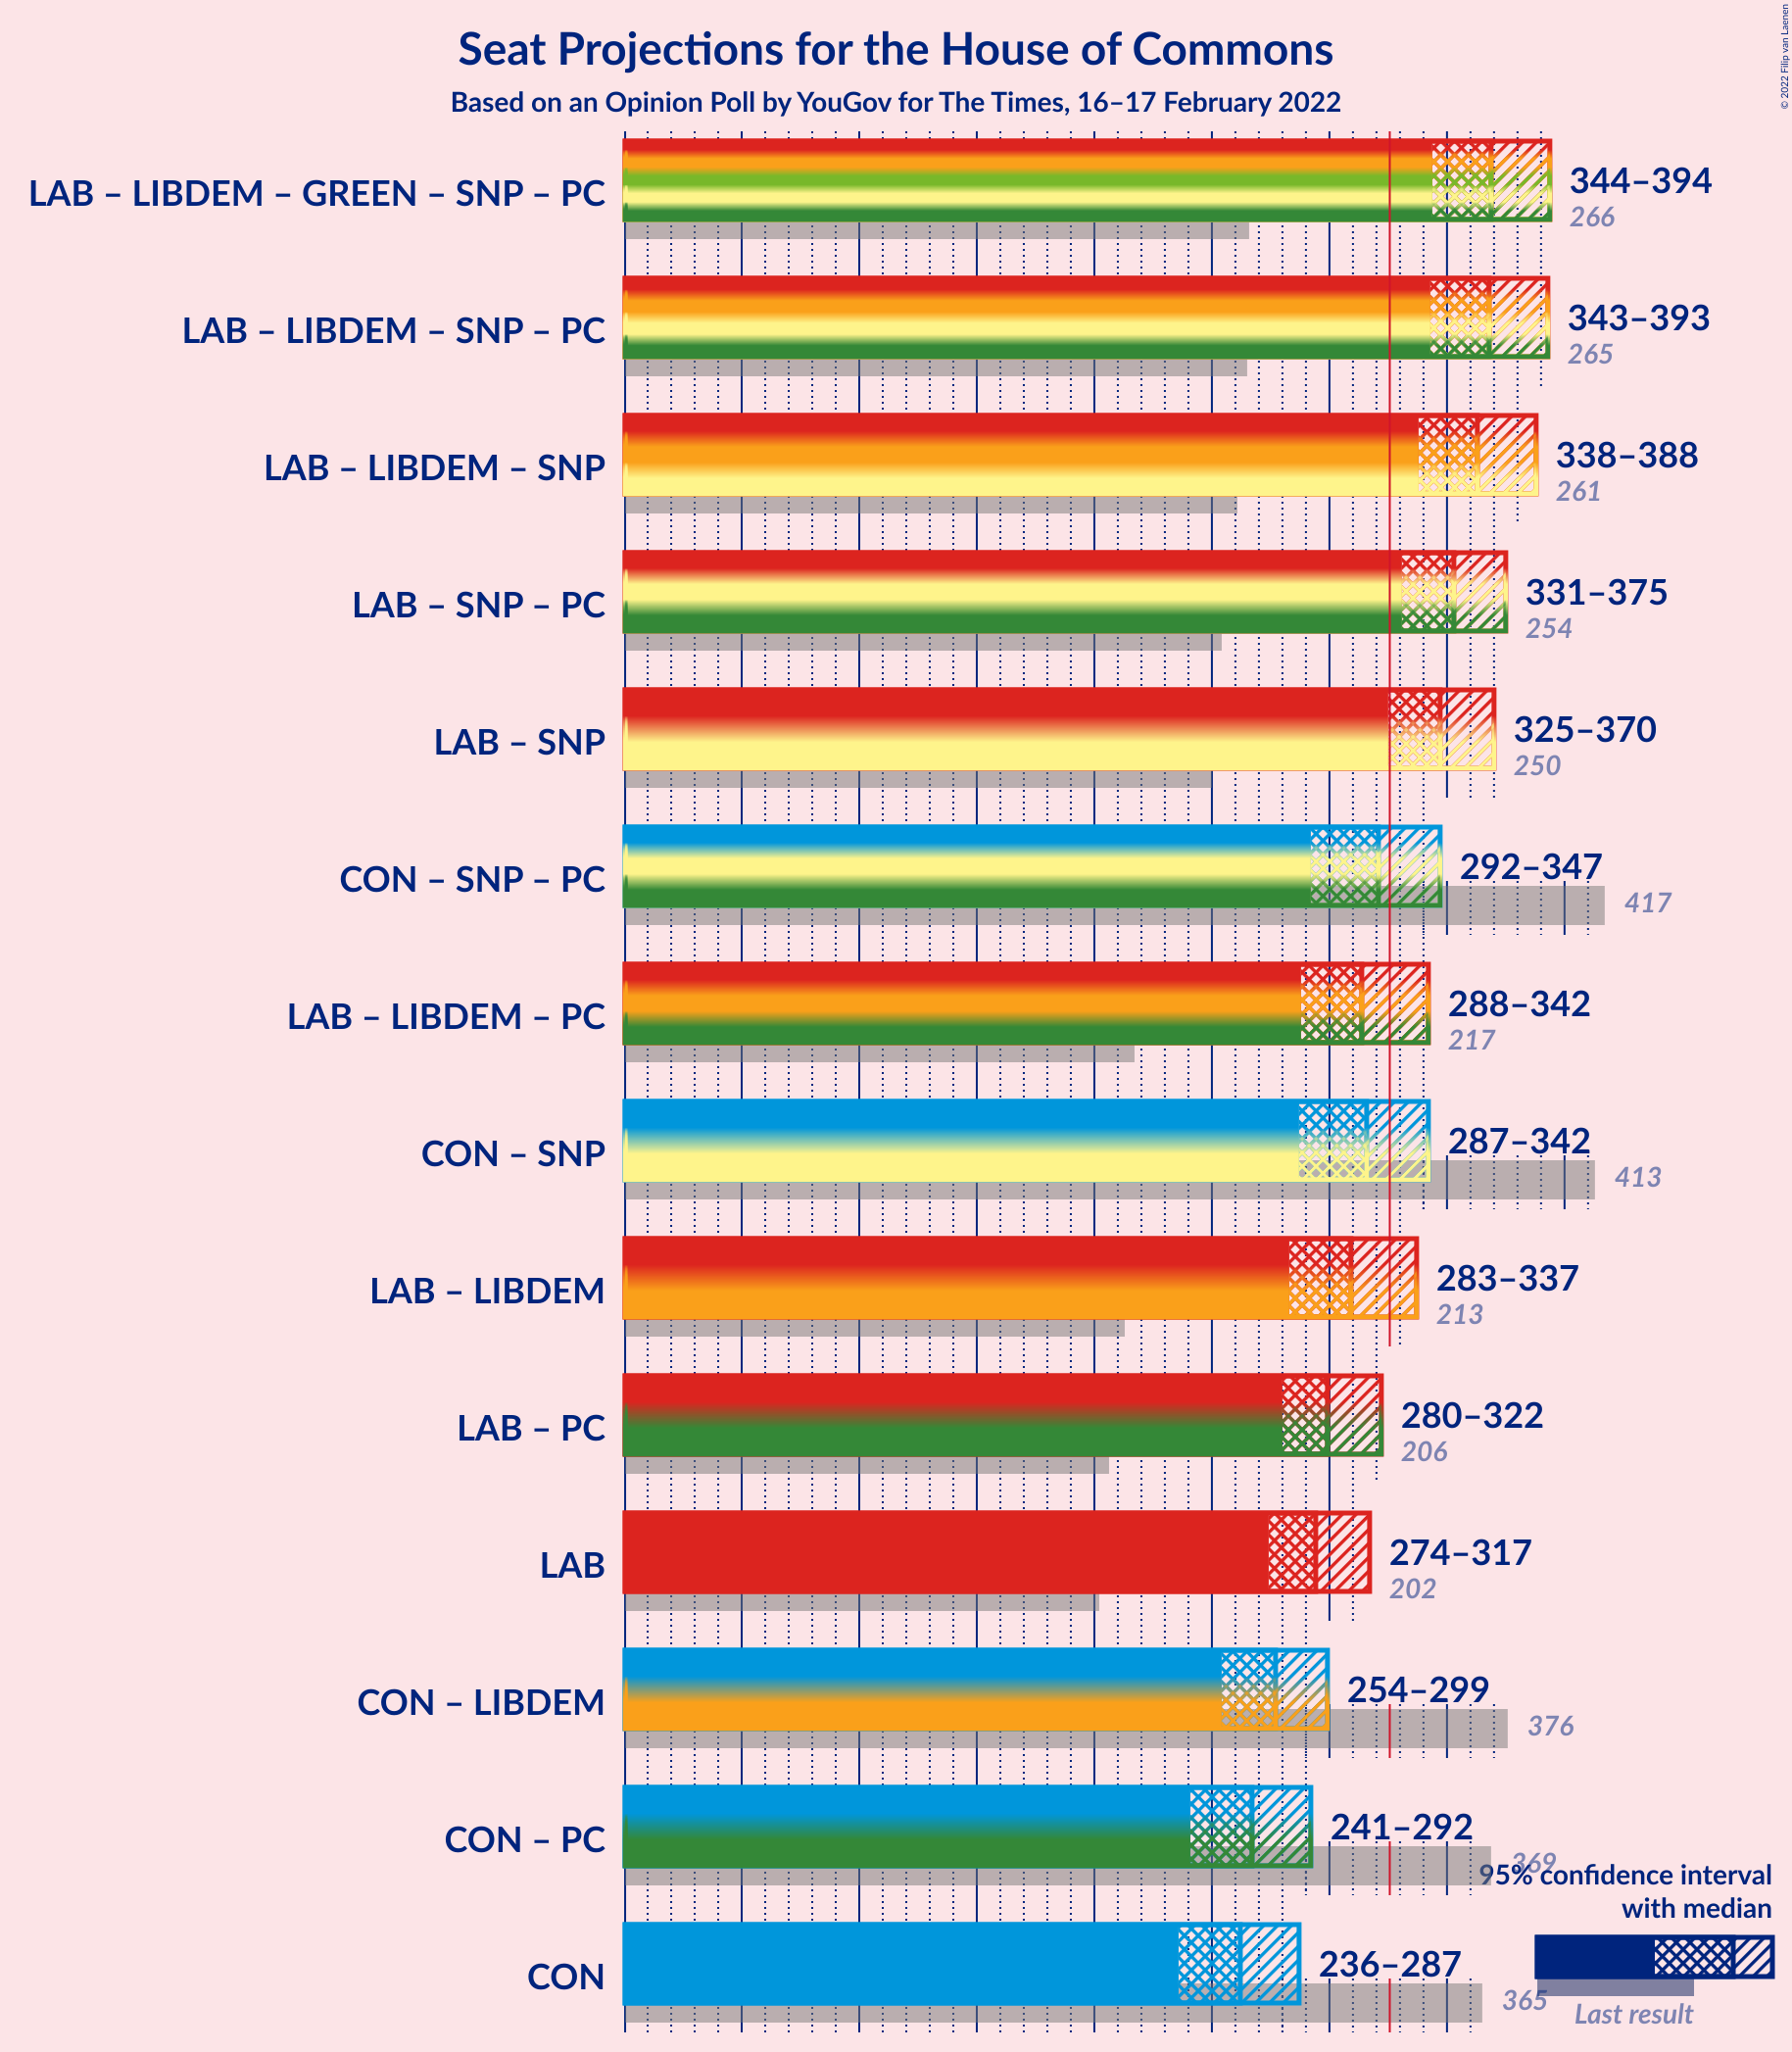 Seat Projections for the House of Commons
Based on an Opinion Poll by YouGov for The Times, 16–17 February 2022
© 2022 Filip van Laenen
LAB – LIBDEM – GREEN – SNP – PC
344–394
266
LAB – LIBDEM – SNP – PC
343–393
265
LAB – LIBDEM – SNP
338–388
261
LAB – SNP – PC
331–375
254
LAB – SNP
325–370
250
CON – SNP – PC
292–347
417
LAB – LIBDEM – PC
288–342
217
CON – SNP
287–342
413
LAB – LIBDEM
283–337
213
LAB – PC
280–322
206
LAB
274–317
202
CON – LIBDEM
254–299
376
CON – PC
241–292
369
CON
236–287
365
95% confidence interval
with median
Last result